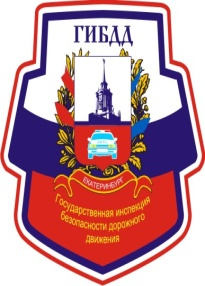 ГИБДД
ЕКАТЕРИНБУРГ
Государственная инспекция
безопасности дорожного
движения